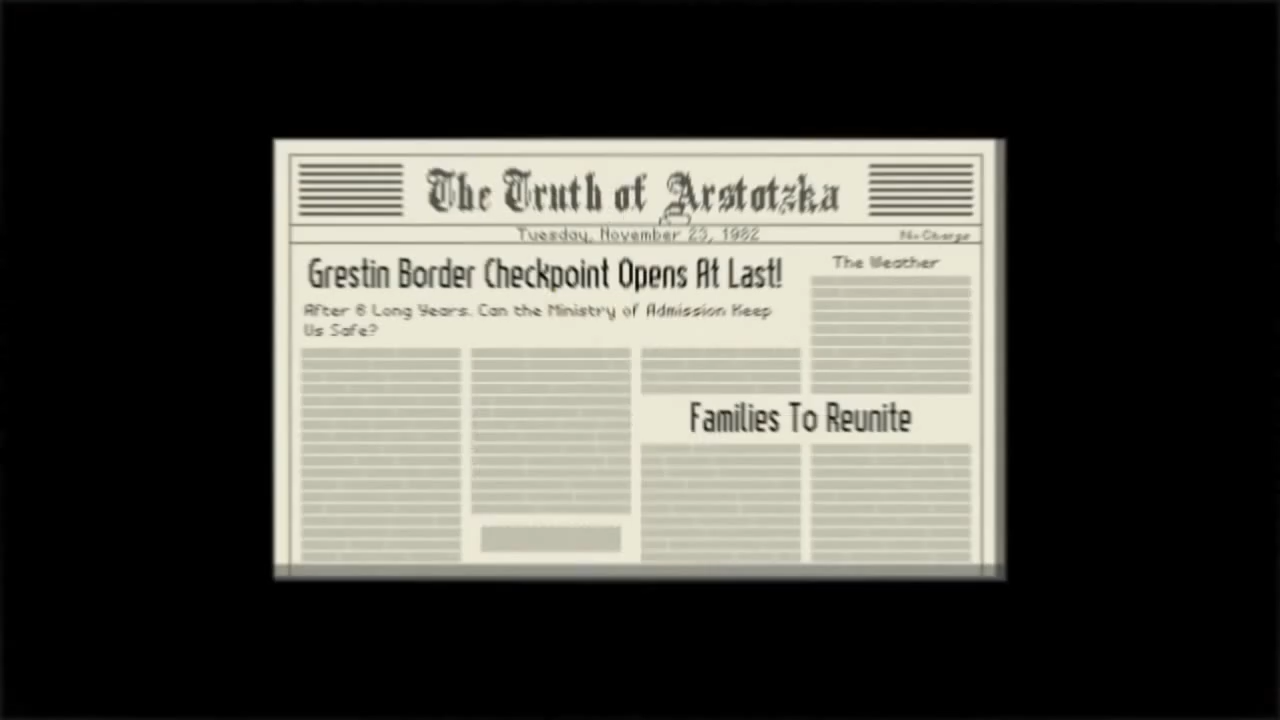 The Truth of Arstotzka
Tuesday, November 23, 1982
No Charge
Grestin Border Checkpoint Opens At Last!
The Weather
After 6 Long Years. Can the Ministry of Admission Keep
Us Safe?
Families To Reunite